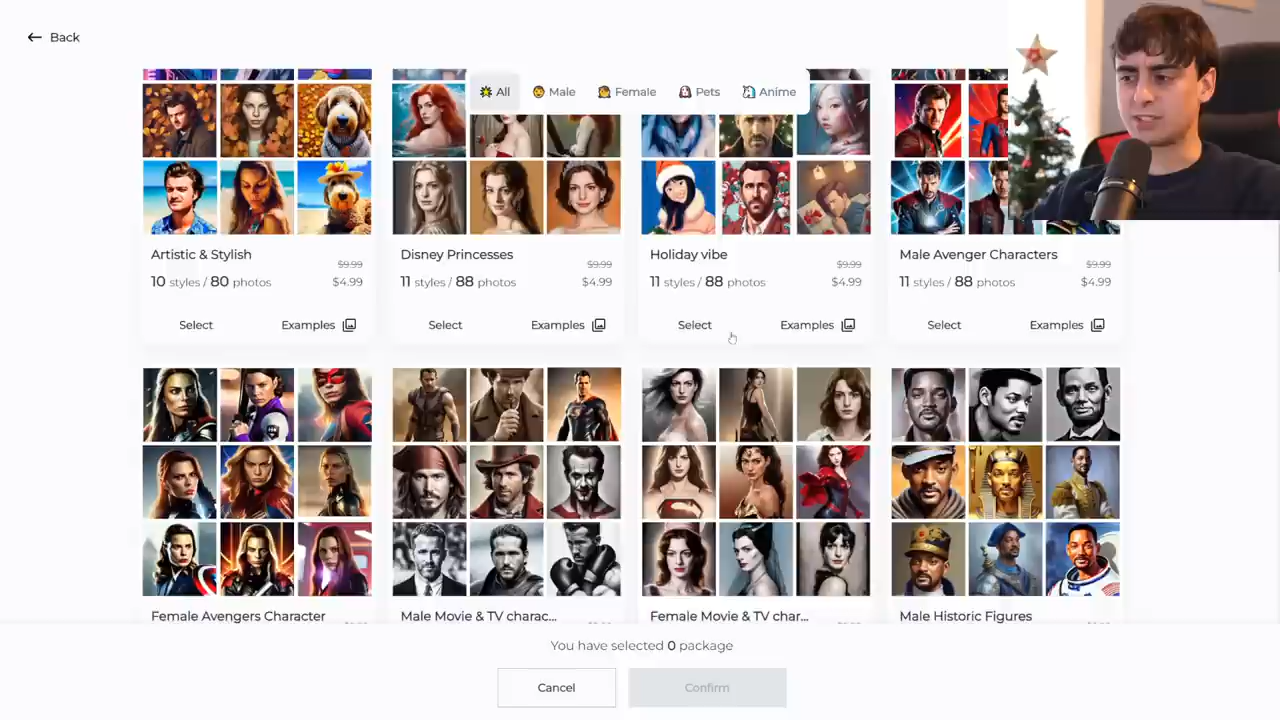 Back
All
Male
Female
Pets
Anime
Artistic & Stylish
$9.99
10 styles / 80 photos
$4.99
Select
Examples
Disney Princesses
$9.99
11 styles / 88 photos
$4.99
Select
Examples
Holiday vibe
$9.99
11 styles / 88 photos
$4.99
Select
Examples
Male Avenger Characters
$9.99
11 styles / 88 photos
$4.99
Select
Examples
Female Avengers Character
Male Movie & TV charac...
Female Movie & TV char...
Male Historic Figures
You have selected 0 package
Cancel
Confirm